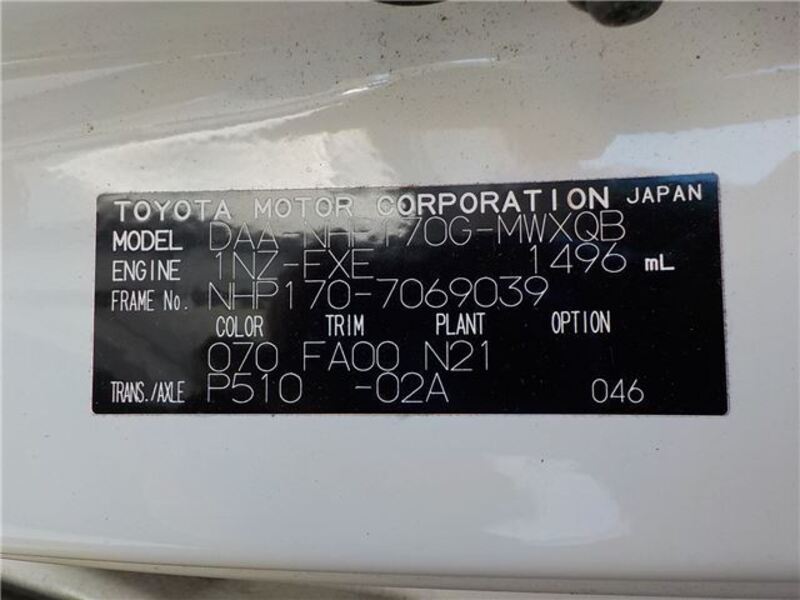 TOYOTA MOTOR CORPORATION JAPAN
MODEL DAA-NHP170G-MWXQB
ENGINE 1NZ-FXE 1496 mL
FRAME No. NHP170-7069039
COLOR TRIM PLANT OPTION
070 FA00 N21
TRANS./AXLE P510 -02A 046